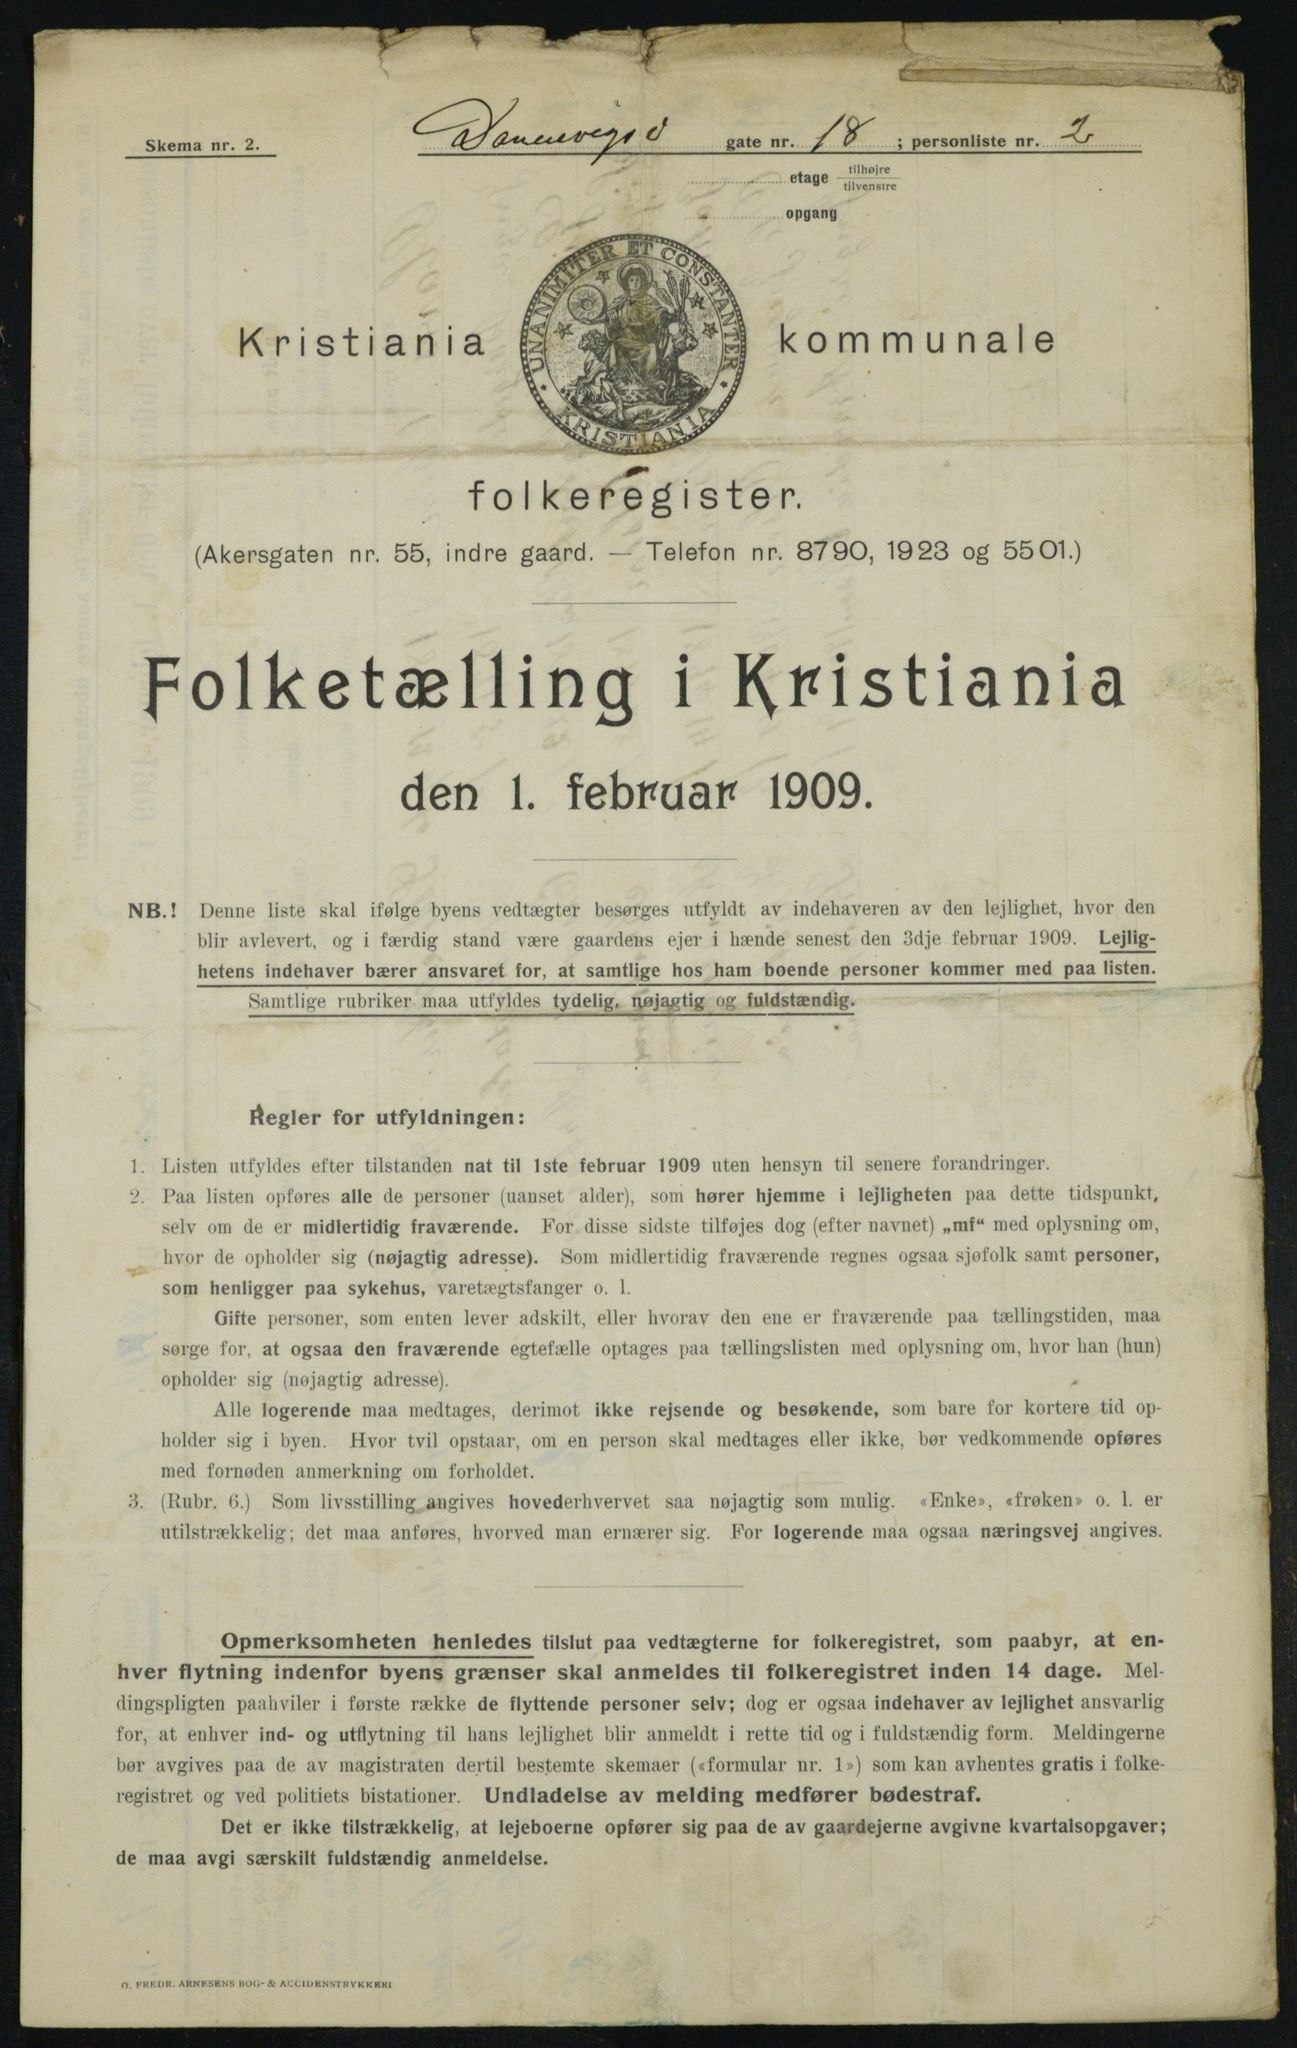 Skema nr. 2.
Dannevigs gate nr. 18 ; personliste nr. 2
etage tilhøjre
tilvenstre
opgang
UNANIMITER ET CONSTANTER
KRISTIANIA
Kristiania kommunale
folkeregister.
(Akersgaten nr. 55, indre gaard. — Telefon nr. 8790, 1923 og 5501.)
Folketælling i Kristiania
den 1. februar 1909.
NB.! Denne liste skal ifølge byens vedtægter besørges utfyldt av indehaveren av den lejlighet, hvor den
blir avlevert, og i færdig stand være gaardens ejer i hænde senest den 3dje februar 1909. Lejlig-
hetens indehaver bærer ansvaret for, at samtlige hos ham boende personer kommer med paa listen.
Samtlige rubriker maa utfyldes tydelig, nøjagtig og fuldstændig.
Regler for utfyldningen:
1. Listen utfyldes efter tilstanden nat til 1ste februar 1909 uten hensyn til senere forandringer.
2. Paa listen opføres alle de personer (uanset alder), som hører hjemme i lejligheten paa dette tidspunkt,
selv om de er midlertidig fraværende. For disse sidste tilføjes dog (efter navnet) „mf“ med oplysning om,
hvor de opholder sig (nøjagtig adresse). Som midlertidig fraværende regnes ogsaa sjøfolk samt personer,
som henligger paa sykehus, varetægtsfanger o. l.
Gifte personer, som enten lever adskilt, eller hvorav den ene er fraværende paa tællingstiden, maa
sørge for, at ogsaa den fraværende egtefælle optages paa tællingslisten med oplysning om, hvor han (hun)
opholder sig (nøjagtig adresse).
Alle logerende maa medtages, derimot ikke rejsende og besøkende, som bare for kortere tid op-
holder sig i byen. Hvor tvil opstaar, om en person skal medtages eller ikke, bør vedkommende opføres
med fornøden anmerkning om forholdet.
3. (Rubr. 6.) Som livsstilling angives hovederhvervet saa nøjagtig som mulig. «Enke», «frøken» o. l. er
utilstrækkelig; det maa anføres, hvorved man ernærer sig. For logerende maa ogsaa næringsvej angives.
Opmerksomheten henledes tilslut paa vedtægterne for folkeregistret, som paabyr, at en-
hver flytning indenfor byens grænser skal anmeldes til folkeregistret inden 14 dage. Mel-
dingspligten paahviler i første række de flyttende personer selv; dog er ogsaa indehaver av lejlighet ansvarlig
for, at enhver ind- og utflytning til hans lejlighet blir anmeldt i rette tid og i fuldstændig form. Meldingerne
bør avgives paa de av magistraten dertil bestemte skemaer («formular nr. 1») som kan avhentes gratis i folke-
registret og ved politiets bistationer. Undladelse av melding medfører bødestraf.
Det er ikke tilstrækkelig, at lejeboerne opfører sig paa de av gaardejerne avgivne kvartalsopgaver;
de maa avgi særskilt fuldstændig anmeldelse.
O. FREDR. ARNESENS BOG- & ACCIDENSTRYKKERI